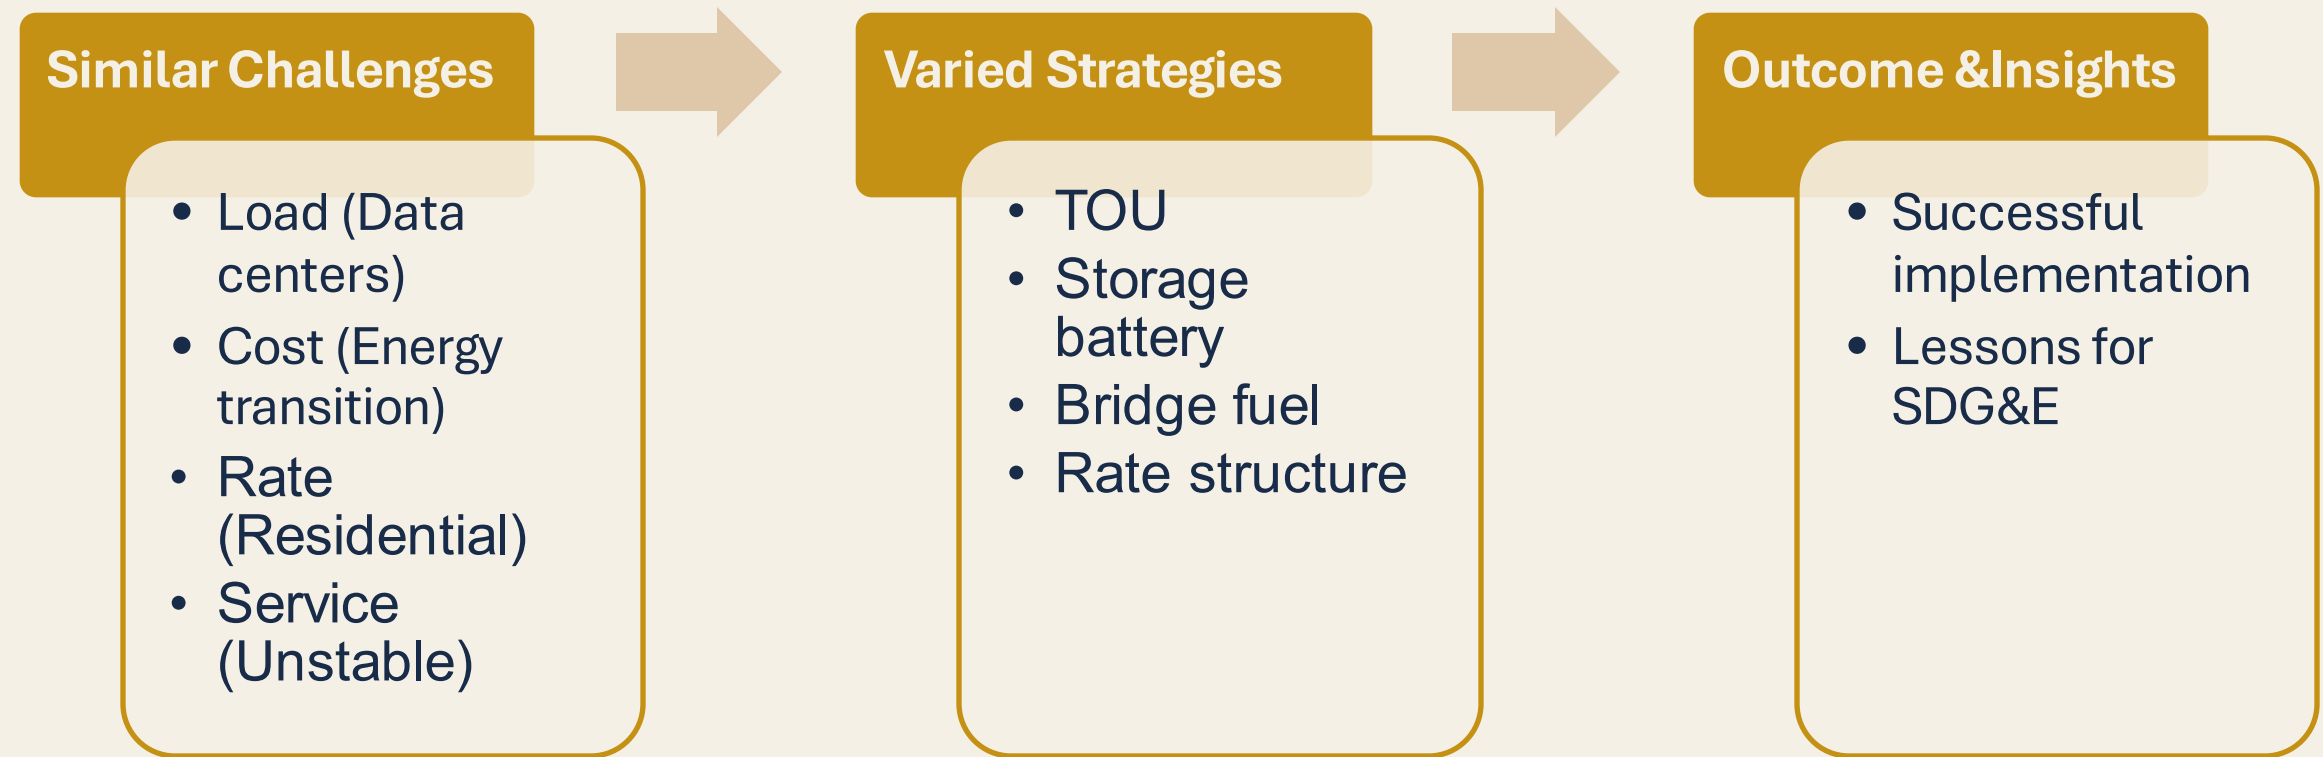 Similar Challenges
• Load (Data
centers)
• Cost (Energy
transition)
• Rate
(Residential)
• Service
(Unstable)
Varied Strategies
• TOU
• Storage
battery
• Bridge fuel
• Rate structure
Outcome &Insights
• Successful
implementation
• Lessons for
SDG&E